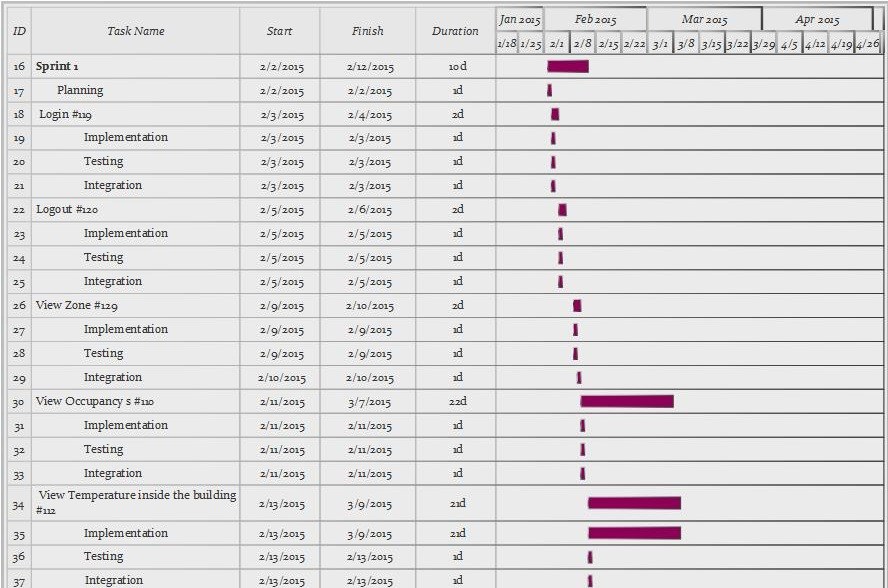 ID Task Name Start Finish Duration Jan 2015 Feb 2015 Mar 2015 Apr 2015
1/18 1/25 2/1 2/8 2/15 2/22 3/1 3/8 3/15 3/22 3/29 4/5 4/12 4/19 4/26
16 Sprint 1 2/2/2015 2/12/2015 10d
17 Planning 2/2/2015 2/2/2015 1d
18 Login #119 2/3/2015 2/4/2015 2d
19 Implementation 2/3/2015 2/3/2015 1d
20 Testing 2/3/2015 2/3/2015 1d
21 Integration 2/3/2015 2/3/2015 1d
22 Logout #120 2/5/2015 2/6/2015 2d
23 Implementation 2/5/2015 2/5/2015 1d
24 Testing 2/5/2015 2/5/2015 1d
25 Integration 2/5/2015 2/5/2015 1d
26 View Zone #129 2/9/2015 2/10/2015 2d
27 Implementation 2/9/2015 2/9/2015 1d
28 Testing 2/9/2015 2/9/2015 1d
29 Integration 2/10/2015 2/10/2015 1d
30 View Occupancy s #110 2/11/2015 3/7/2015 22d
31 Implementation 2/11/2015 2/11/2015 1d
32 Testing 2/11/2015 2/11/2015 1d
33 Integration 2/11/2015 2/11/2015 1d
34 View Temperature inside the building 2/13/2015 3/9/2015 21d
#112
35 Implementation 2/13/2015 3/9/2015 21d
36 Testing 2/13/2015 2/13/2015 1d
37 Integration 2/13/2015 2/13/2015 1d